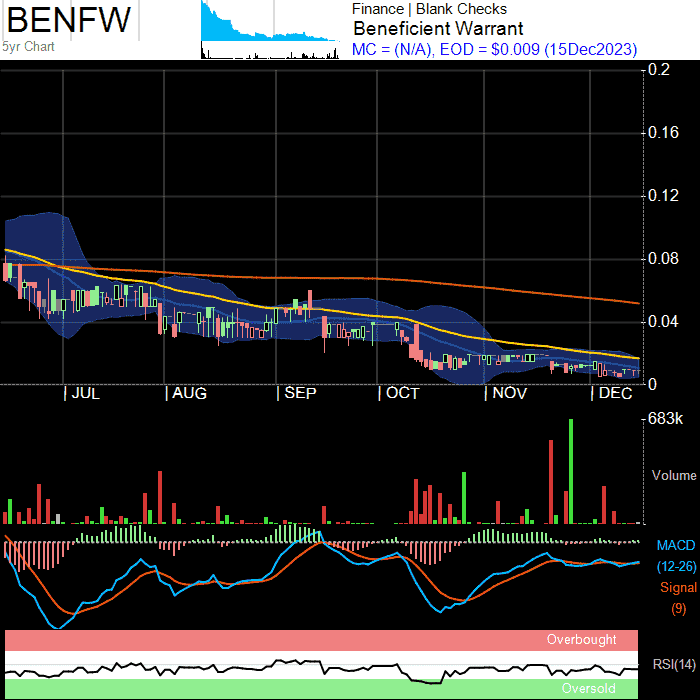 BENFW
5yr Chart
Finance | Blank Checks
Beneficient Warrant
MC = (N/A), EOD = $0.009 (15Dec2023)
0.2
0.16
0.12
0.08
0.04
0
| JUL | AUG | SEP | OCT | NOV | DEC
683k
Volume
MACD
(12-26)
Signal
(9)
Overbought
RSI(14)
Oversold